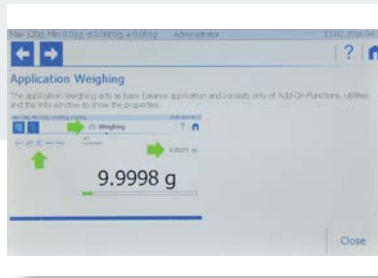 Max 120g, Min 0.01g, d 0.0001g, e 0.001g Administrator 13.02.2016 04:
?
Application Weighing
The application Weighing acts as basic balance application and consists only of Add-On-Functions, utilities
and the info window to show the properties.
Weighing ?
9.9998 g
Close